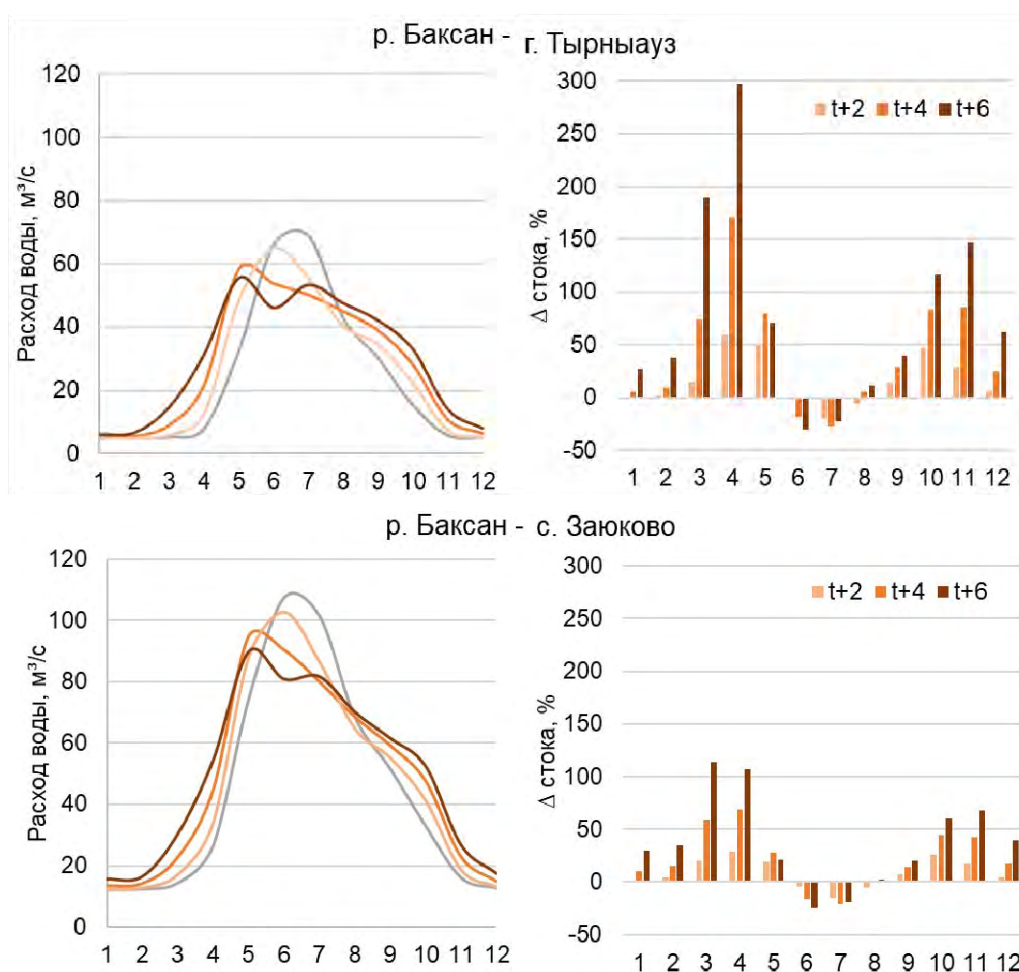 р. Баксан - г. Тырныауз
Расход воды, м³/с
120
100
80
60
40
20
0
1 2 3 4 5 6 7 8 9 10 11 12
Δ стока, %
300
250
200
150
100
50
0
-50
t+2 t+4 t+6
1 2 3 4 5 6 7 8 9 10 11 12
р. Баксан - с. Заюково
Расход воды, м³/с
120
100
80
60
40
20
0
1 2 3 4 5 6 7 8 9 10 11 12
Δ стока, %
300
250
200
150
100
50
0
-50
t+2 t+4 t+6
1 2 3 4 5 6 7 8 9 10 11 12